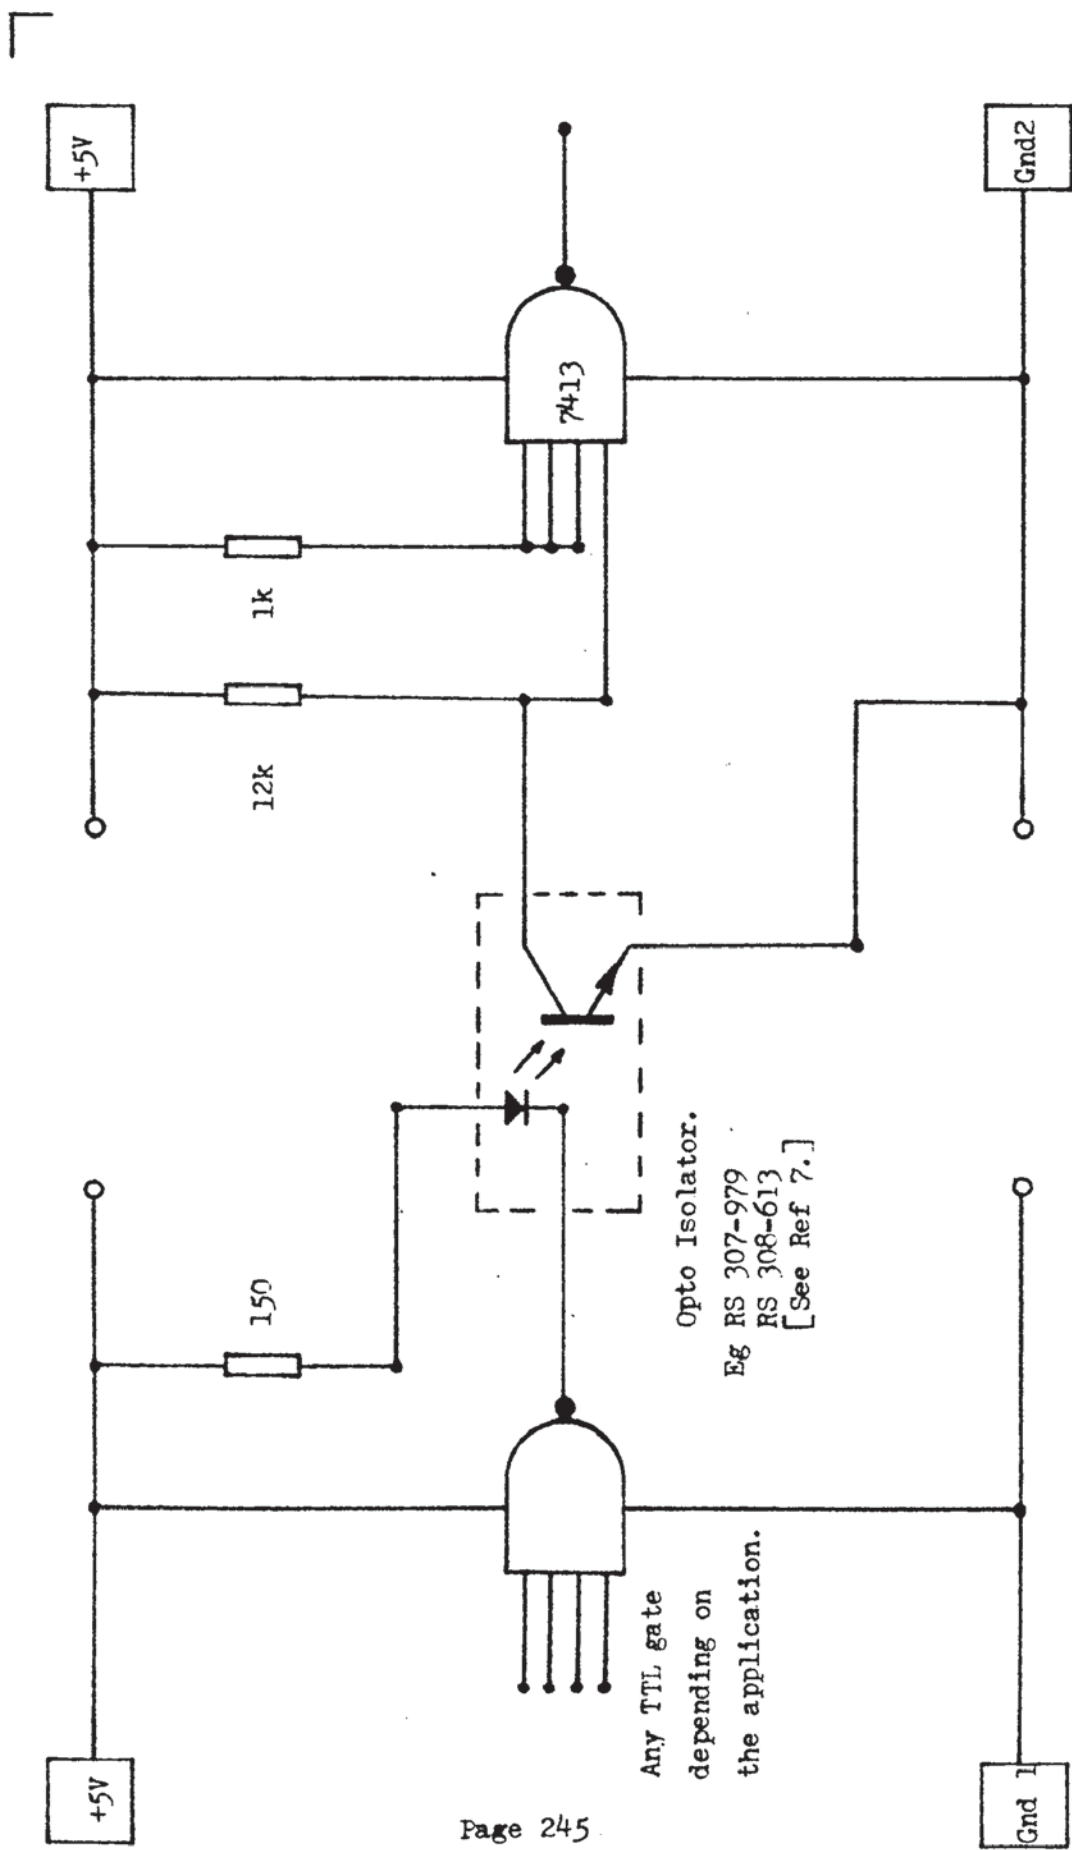 +5V
150
12k
1k
+5V
7413
Opto Isolator.
Eg RS 307-979
RS 308-613
[See Ref 7.]
Any TTL gate
depending on
the application.
Gnd 1
Gnd2
Page 245